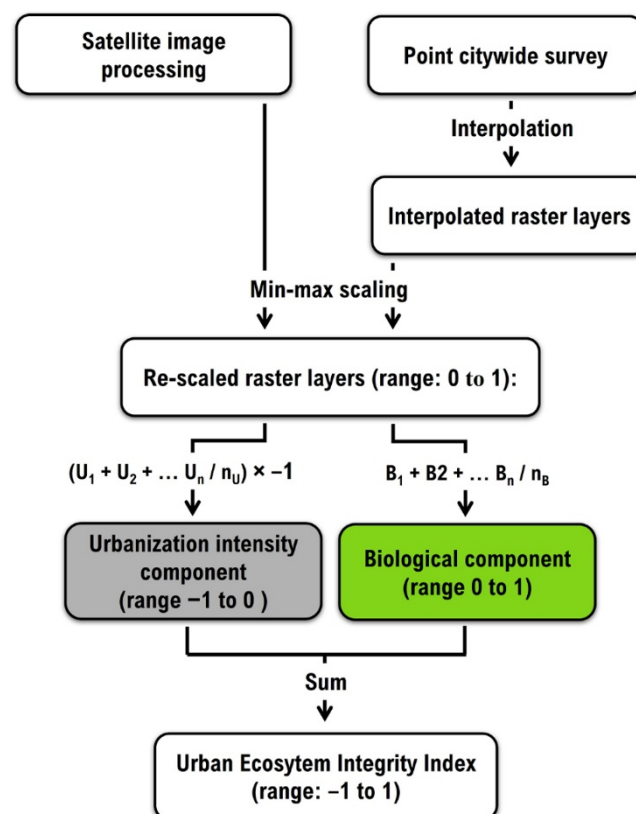 Satellite image
processing
Point citywide survey
Interpolation
Interpolated raster layers
Min-max scaling
Re-scaled raster layers (range: 0 to 1):
(U₁ + U₂ + … Uₙ / n_U) × −1
B₁ + B2 + … Bₙ / n_B
Urbanization intensity
component
(range −1 to 0 )
Biological component
(range 0 to 1)
Sum
Urban Ecosytem Integrity Index
(range: −1 to 1)